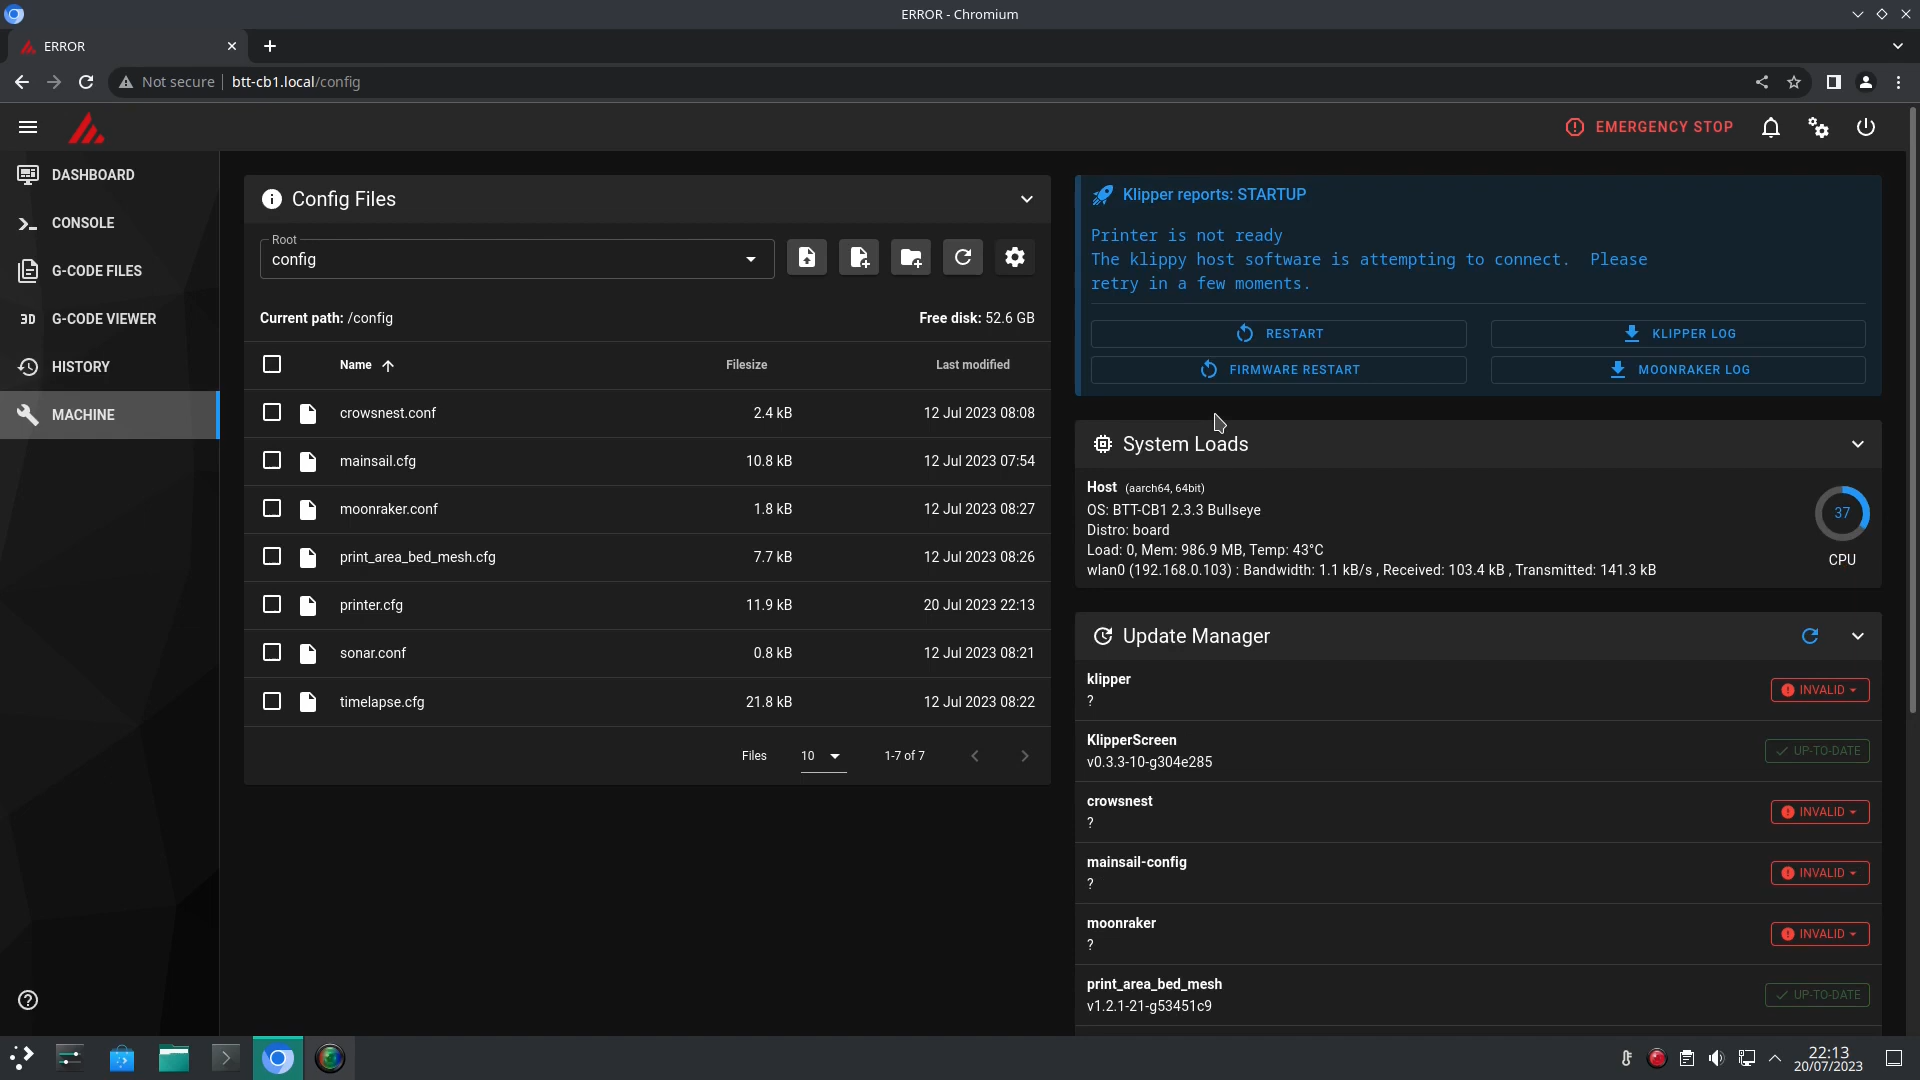 ERROR - Chromium
ERROR
Not secure
btt-cb1.local/config
EMERGENCY STOP
DASHBOARD
CONSOLE
G-CODE FILES
3D
G-CODE VIEWER
HISTORY
MACHINE
Config Files
Root
config
Current path: /config
Free disk: 52.6 GB
Name
Filesize
Last modified
crowsnest.conf
2.4 kB
12 Jul 2023 08:08
mainsail.cfg
10.8 kB
12 Jul 2023 07:54
moonraker.conf
1.8 kB
12 Jul 2023 08:27
print_area_bed_mesh.cfg
7.7 kB
12 Jul 2023 08:26
printer.cfg
11.9 kB
20 Jul 2023 22:13
sonar.conf
0.8 kB
12 Jul 2023 08:21
timelapse.cfg
21.8 kB
12 Jul 2023 08:22
Files
10
1-7 of 7
Klipper reports: STARTUP
Printer is not ready
The klippy host software is attempting to connect.  Please
retry in a few moments.
RESTART
KLIPPER LOG
FIRMWARE RESTART
MOONRAKER LOG
System Loads
Host (aarch64, 64bit)
OS: BTT-CB1 2.3.3 Bullseye
Distro: board
Load: 0, Mem: 986.9 MB, Temp: 43°C
wlan0 (192.168.0.103) : Bandwidth: 1.1 kB/s , Received: 103.4 kB , Transmitted: 141.3 kB
37
CPU
Update Manager
klipper
?
INVALID
KlipperScreen
v0.3.3-10-g304e285
UP-TO-DATE
crowsnest
?
INVALID
mainsail-config
?
INVALID
moonraker
?
INVALID
print_area_bed_mesh
v1.2.1-21-g53451c9
UP-TO-DATE
22:13
20/07/2023